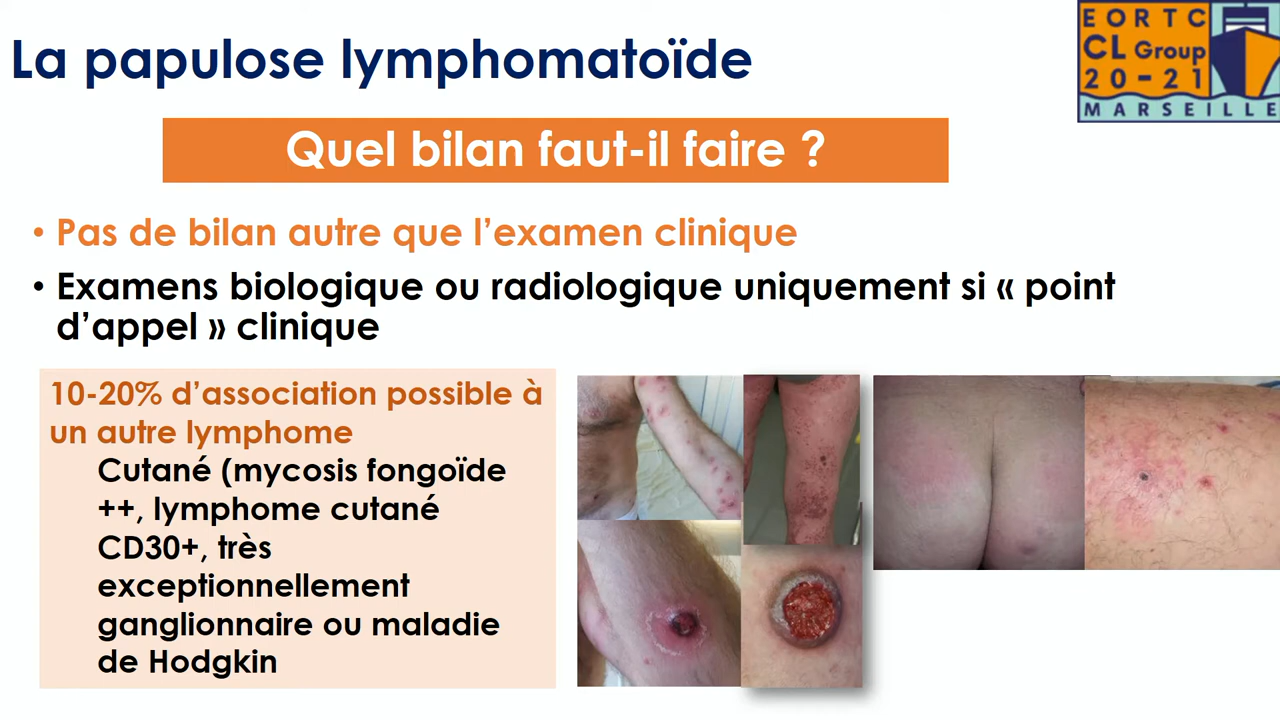 La papulose lymphomatoïde
EORTC
CL Group
20-21
MARSEILLE
Quel bilan faut-il faire ?
• Pas de bilan autre que l’examen clinique
• Examens biologique ou radiologique uniquement si « point
d’appel » clinique
10-20% d’association possible à
un autre lymphome
Cutané (mycosis fongoïde
++, lymphome cutané
CD30+, très
exceptionnellement
ganglionnaire ou maladie
de Hodgkin